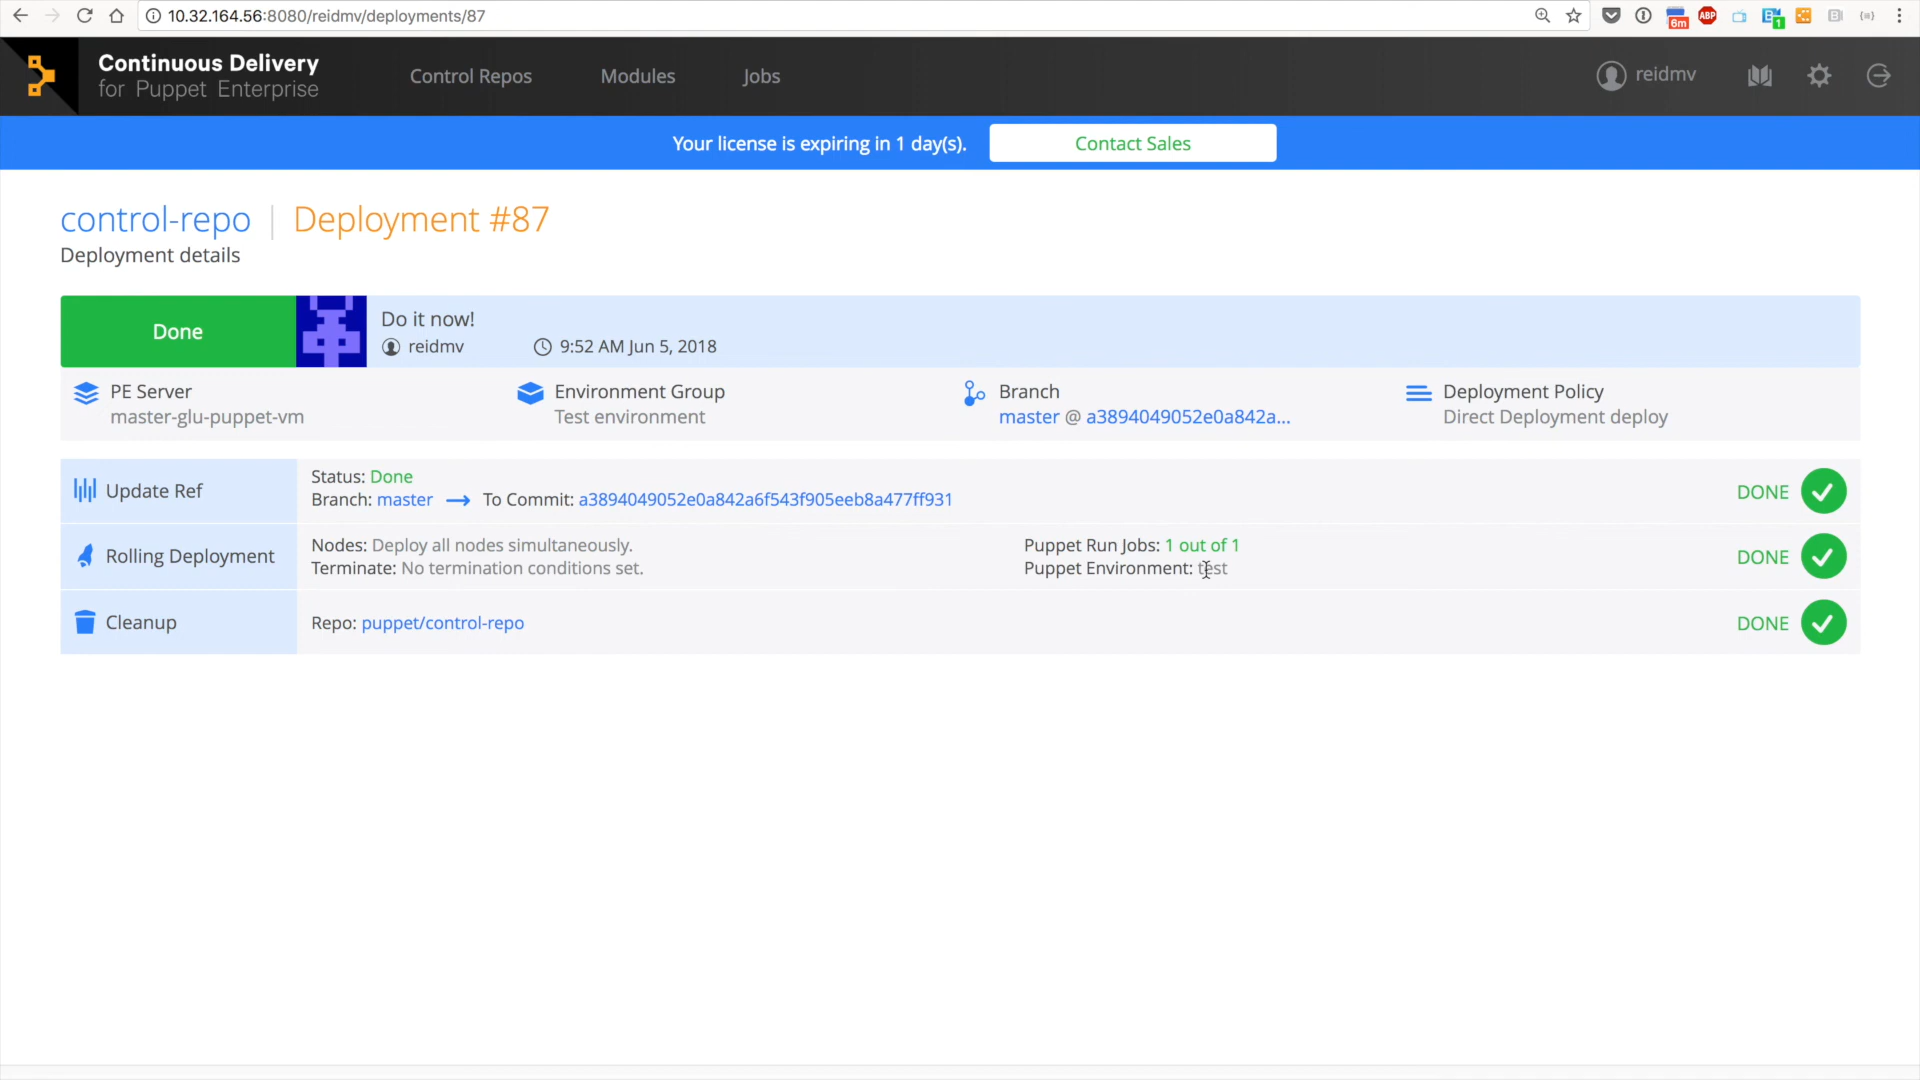 10.32.164.56:8080/reidmv/deployments/87
6m
ABP
1
Continuous Delivery
for Puppet Enterprise
Control Repos
Modules
Jobs
reidmv
Your license is expiring in 1 day(s).
Contact Sales
control-repo | Deployment #87
Deployment details
Done
Do it now!
reidmv
9:52 AM Jun 5, 2018
PE Server
master-glu-puppet-vm
Environment Group
Test environment
Branch
master @ a3894049052e0a842a...
Deployment Policy
Direct Deployment deploy
Update Ref
Status: Done
Branch: master → To Commit: a3894049052e0a842a6f543f905eeb8a477ff931
DONE
Rolling Deployment
Nodes: Deploy all nodes simultaneously.
Terminate: No termination conditions set.
Puppet Run Jobs: 1 out of 1
Puppet Environment: test
DONE
Cleanup
Repo: puppet/control-repo
DONE